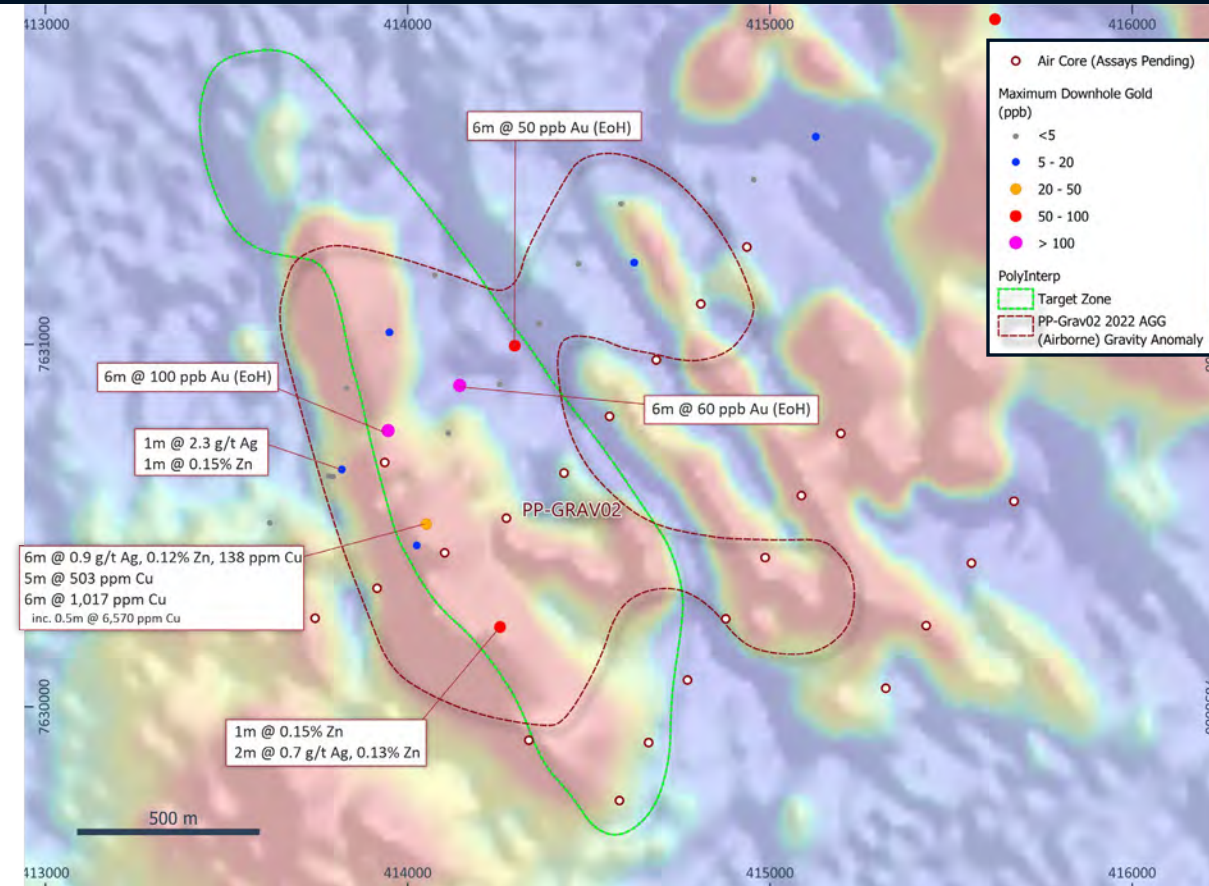 413000
414000
415000
416000
Air Core (Assays Pending)
Maximum Downhole Gold
(ppb)
<5
5 - 20
20 - 50
50 - 100
> 100
PolyInterp
Target Zone
PP-Grav02 2022 AGG
(Airborne) Gravity Anomaly
6m @ 50 ppb Au (EoH)
7631000
6m @ 100 ppb Au (EoH)
6m @ 60 ppb Au (EoH)
1m @ 2.3 g/t Ag
1m @ 0.15% Zn
PP-GRAV02
6m @ 0.9 g/t Ag, 0.12% Zn, 138 ppm Cu
5m @ 503 ppm Cu
6m @ 1,017 ppm Cu
inc. 0.5m @ 6,570 ppm Cu
7630000
1m @ 0.15% Zn
2m @ 0.7 g/t Ag, 0.13% Zn
500 m
413000
414000
415000
416000